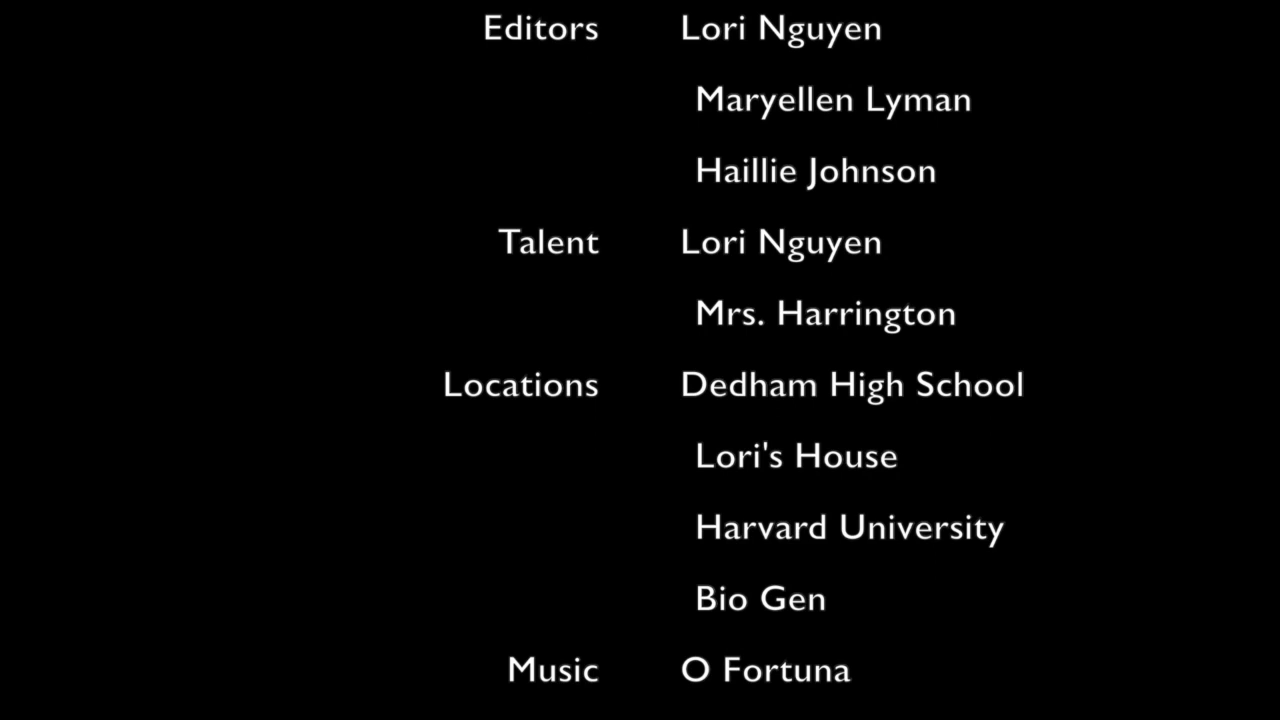 Editors Lori Nguyen
Maryellen Lyman
Haillie Johnson
Talent Lori Nguyen
Mrs. Harrington
Locations Dedham High School
Lori's House
Harvard University
Bio Gen
Music O Fortuna